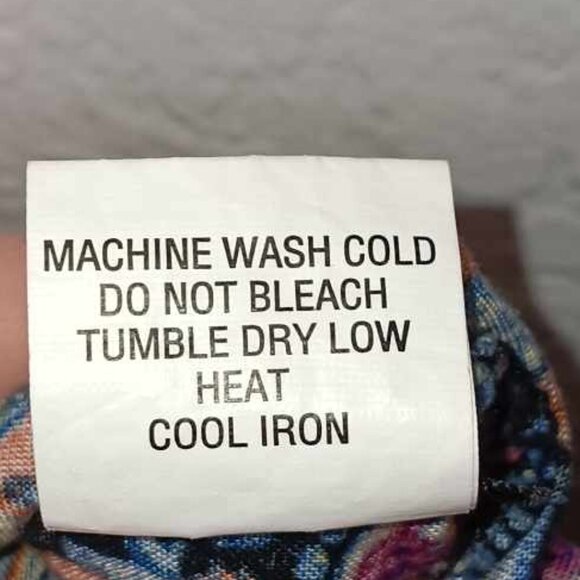 MACHINE WASH COLD
DO NOT BLEACH
TUMBLE DRY LOW
HEAT
COOL IRON